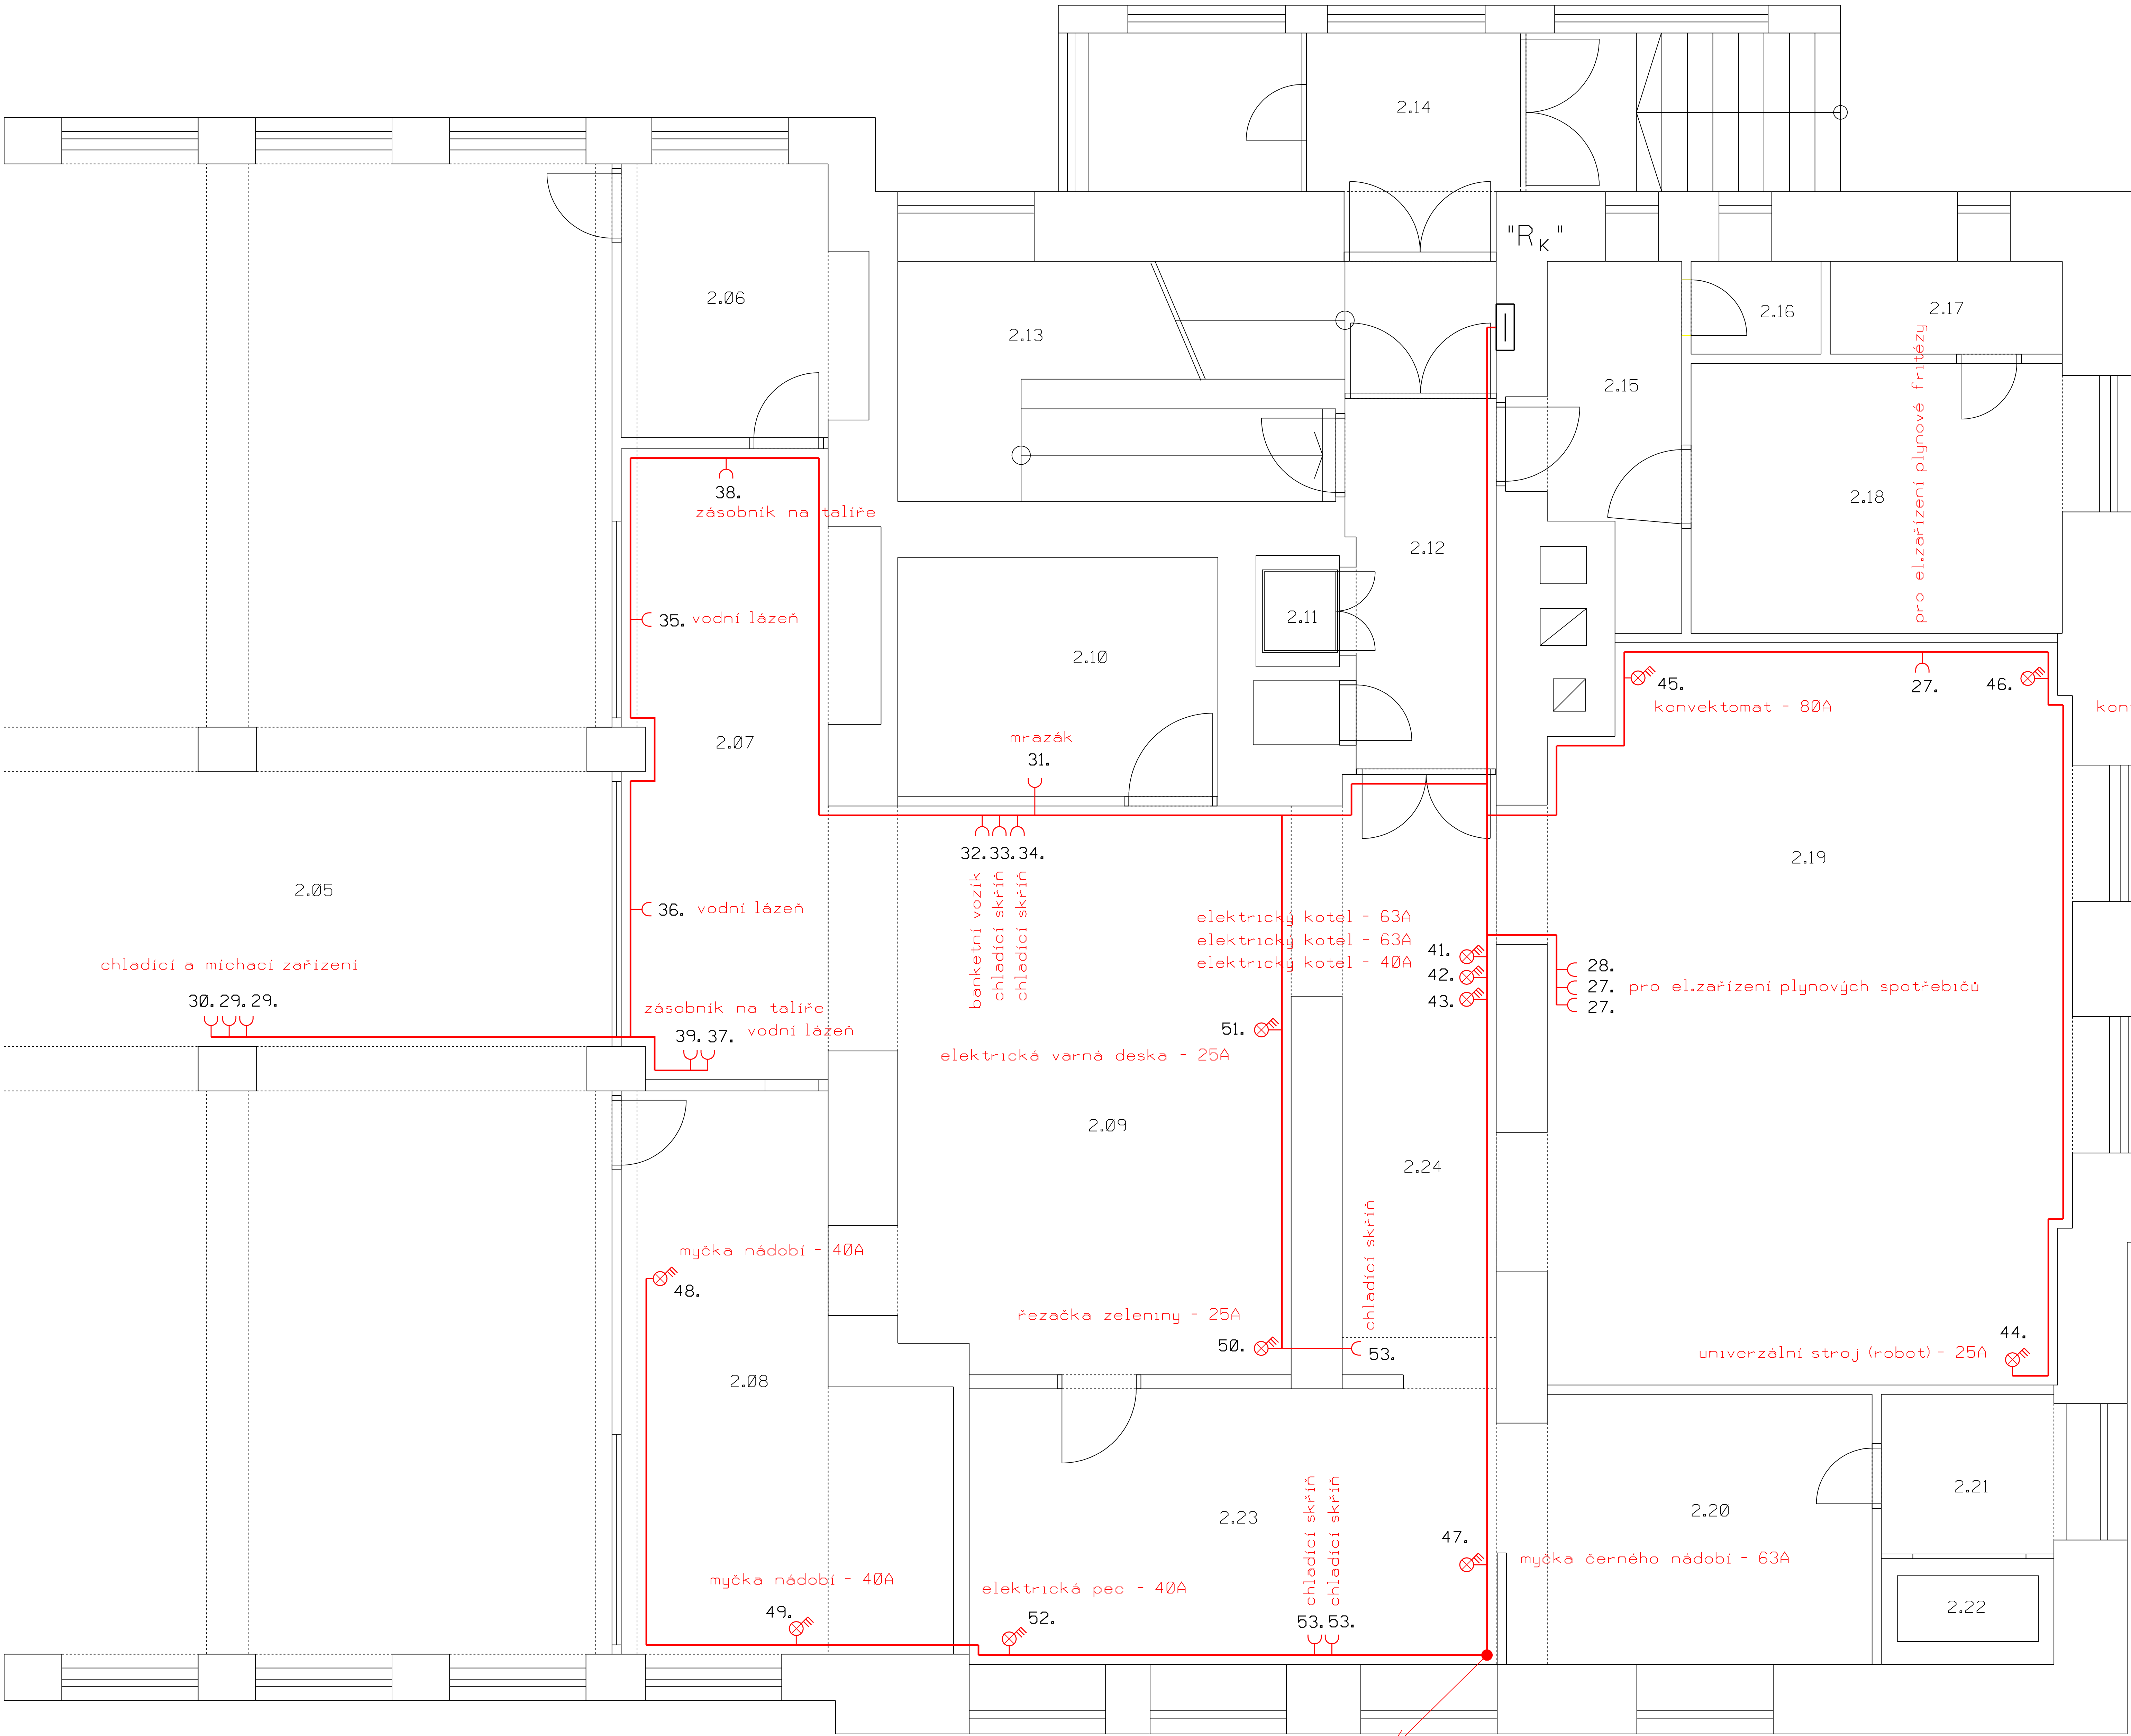 2.14
"RK"
2.06
2.13
2.16
2.17
2.15
pro el.zařízení plynové fritézy
2.18
38.
zásobník na talíře
2.12
35. vodní lázeň
2.11
2.10
45.
27.
46.
konvektomat - 80A
kon
2.07
mrazák
31.
32. 33. 34.
banketní vozík
chladící skříň
chladící skříň
2.19
2.05
36. vodní lázeň
elektrický kotel - 63A
elektrický kotel - 63A
elektrický kotel - 40A
41.
42.
43.
28.
27. pro el.zařízení plynových spotřebičů
27.
chladící a míchací zařízení
30. 29. 29.
zásobník na talíře
39. 37. vodní lázeň
51.
elektrická varná deska - 25A
2.09
2.24
chladící skříň
myčka nádobí - 40A
48.
řezačka zeleniny - 25A
50.
53.
44.
univerzální stroj (robot) - 25A
2.08
2.21
2.20
2.23
chladící skříň
chladící skříň
47.
myčka černého nádobí - 63A
myčka nádobí - 40A
elektrická pec - 40A
49.
52.
53. 53.
2.22